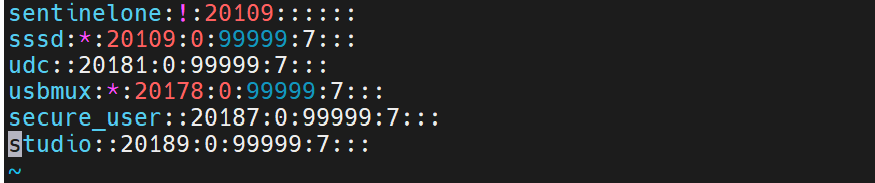 sentinelone:!:20109::::::
sssd:*:20109:0:99999:7:::
udc::20181:0:99999:7:::
usbmux:*:20178:0:99999:7:::
secure_user::20187:0:99999:7:::
studio::20189:0:99999:7:::
~